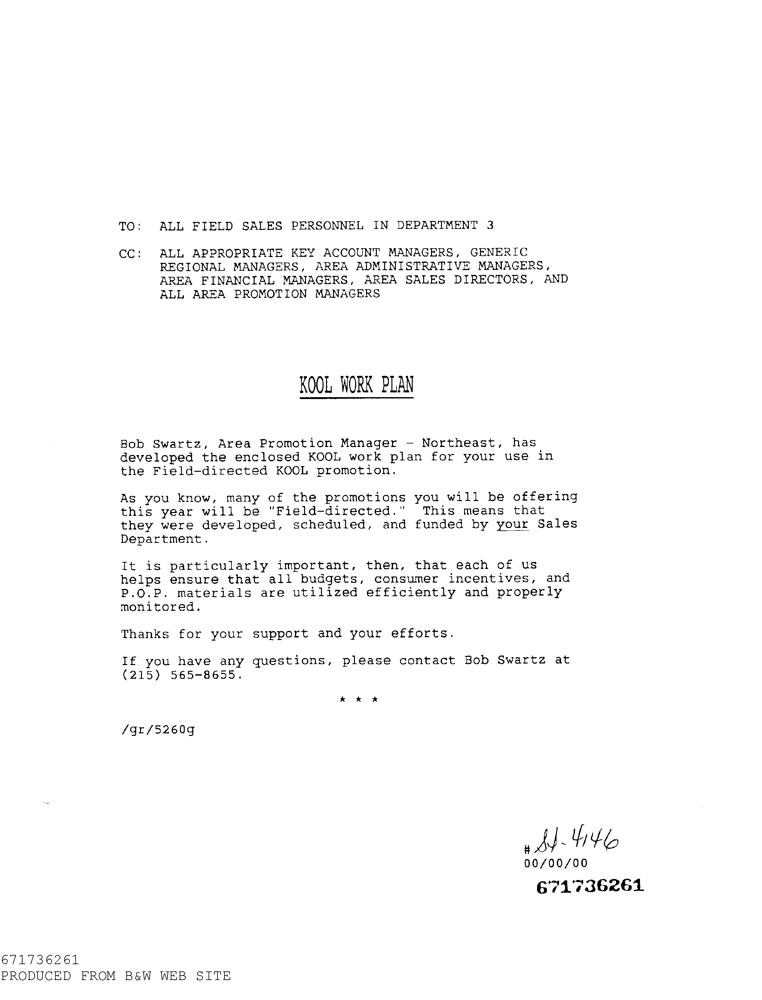 TO: ALL FIELD SALES PERSONNEL IN DEPARTMENT 3
CC: ALL APPROPRIATE KEY ACCOUNT MANAGERS, GENERIC
REGIONAL MANAGERS, AREA ADMINISTRATIVE MANAGERS,
AREA FINANCIAL MANAGERS, AREA SALES DIRECTORS, AND
ALL AREA PROMOTION MANAGERS
KOOL WORK PLAN
Bob Swartz, Area Promotion Manager - Northeast, has
developed the enclosed KOOL work plan for your use in
the Field-directed KOOL promotion.
As you know, many of the promotions you will be offering
this year will be "Field-directed." This means that
they were developed, scheduled, and funded by your Sales
Department.
It is particularly important, then, that each of us
helps ensure that all budgets, consumer incentives, and
P.O.P. materials are utilized efficiently and properly
monitored.
Thanks for your support and your efforts.
If you have any questions, please contact Bob Swartz at
(215) 565-8655.
* * *
/gr/5260g
# 4146
00/00/00
671736261
671736261
PRODUCED FROM B&W WEB SITE